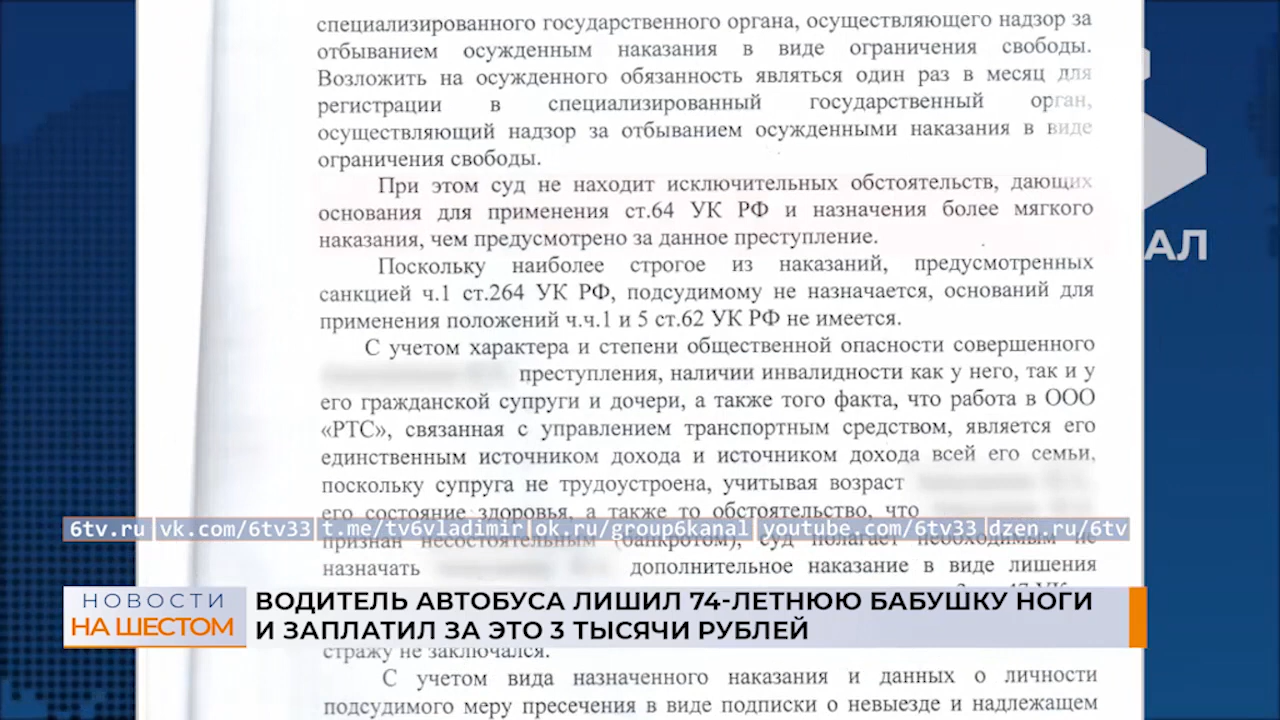 специализированного государственного органа, осуществляющего надзор за
отбыванием осужденным наказания в виде ограничения свободы.
Возложить на осужденного обязанность являться один раз в месяц для
регистрации в специализированный государственный орган,
осуществляющий надзор за отбыванием осужденными наказания в виде
ограничения свободы.
При этом суд не находит исключительных обстоятельств, дающих
основания для применения ст.64 УК РФ и назначения более мягкого
наказания, чем предусмотрено за данное преступление.
АЛ
Поскольку наиболее строгое из наказаний, предусмотренных
санкцией ч.1 ст.264 УК РФ, подсудимому не назначается, оснований для
применения положений ч.ч.1 и 5 ст.62 УК РФ не имеется.
С учетом характера и степени общественной опасности совершенного
преступления, наличии инвалидности как у него, так и у
его гражданской супруги и дочери, а также того факта, что работа в ООО
«РТС», связанная с управлением транспортным средством, является его
единственным источником дохода и источником дохода всей его семьи,
поскольку супруга не трудоустроена, учитывая возраст
его состояние здоровья, а также то обстоятельство, что
6tv.ru vk.com/6tv33 t.me/tv6vladimir ok.ru/group6kanal youtube.com/6tv33 dzen.ru/6tv
признан несостоятельным (банкротом), суд полагает необходимым не
назначать дополнительное наказание в виде лишения
НОВОСТИ
НА ШЕСТОМ
ВОДИТЕЛЬ АВТОБУСА ЛИШИЛ 74-ЛЕТНЮЮ БАБУШКУ НОГИ
И ЗАПЛАТИЛ ЗА ЭТО 3 ТЫСЯЧИ РУБЛЕЙ
стражу не заключался.
С учетом вида назначенного наказания и данных о личности
подсудимого меру пресечения в виде подписки о невыезде и надлежащем